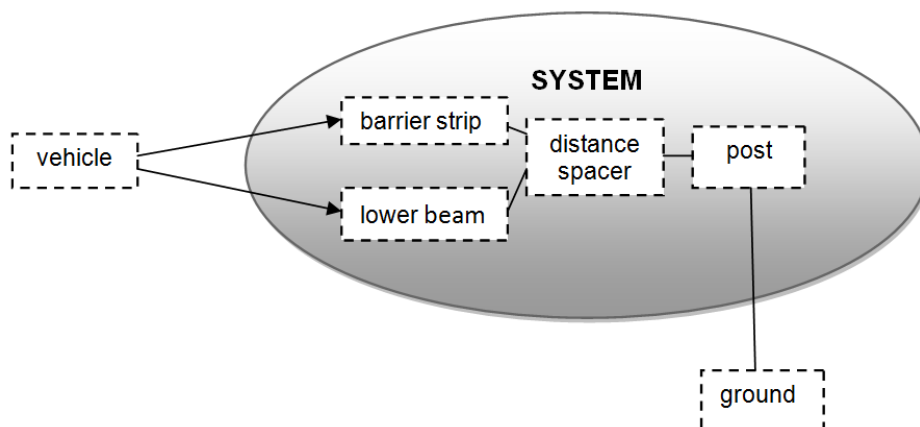 SYSTEM
barrier strip
vehicle
distance
spacer
post
lower beam
ground